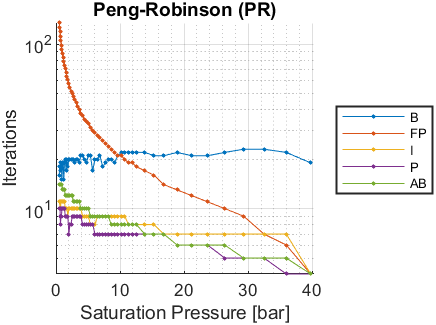 Peng-Robinson (PR)
Iterations
10²
10¹
0
10
20
30
40
Saturation Pressure [bar]
B
FP
I
P
AB